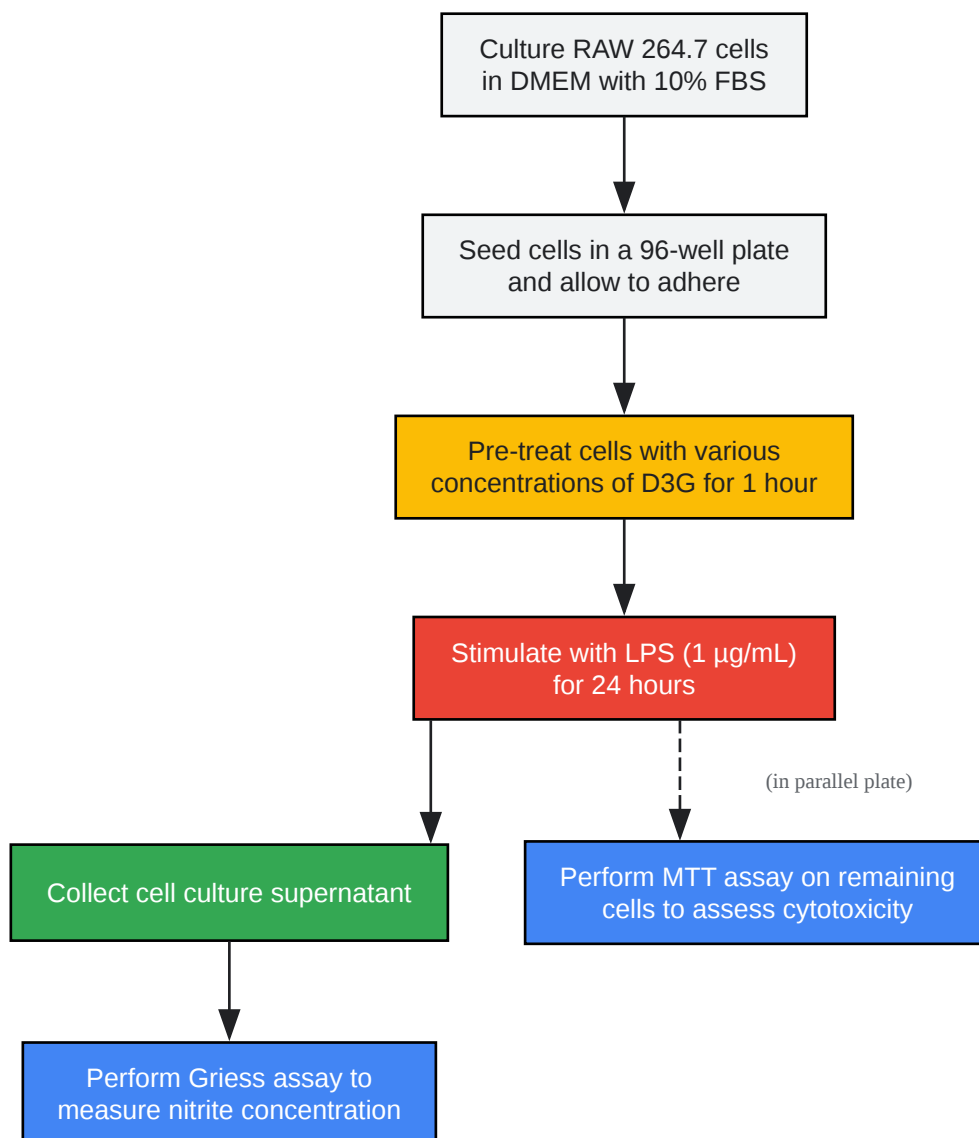 Culture RAW 264.7 cells
in DMEM with 10% FBS
Seed cells in a 96-well plate
and allow to adhere
Pre-treat cells with various
concentrations of D3G for 1 hour
Stimulate with LPS (1 µg/mL)
for 24 hours
(in parallel plate)
Collect cell culture supernatant
Perform MTT assay on remaining
cells to assess cytotoxicity
Perform Griess assay to
measure nitrite concentration